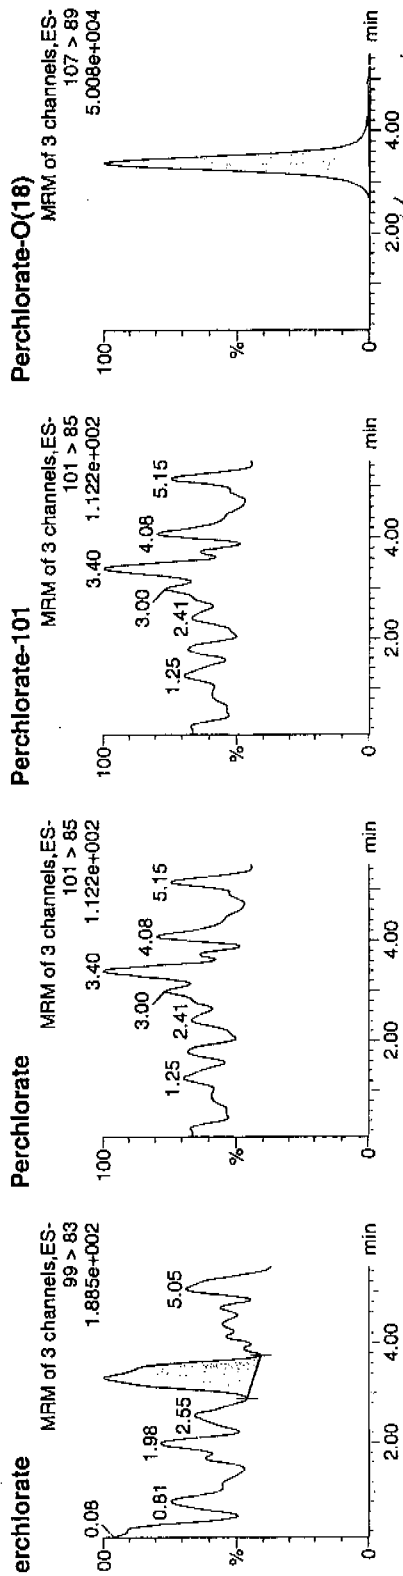 erchlorate
MRM of 3 channels,ES-
99 > 83
1.885e+002
00
0.08
0.81
1.98
2.55
5.05
%
2.00
4.00
min
Perchlorate
MRM of 3 channels,ES-
101 > 85
1.122e+002
100
3.40
3.00
4.08
5.15
1.25
2.41
%
0
2.00
4.00
min
Perchlorate-101
MRM of 3 channels,ES-
101 > 85
1.122e+002
100
3.40
3.00
4.08
5.15
1.25
2.41
%
0
2.00
4.00
min
Perchlorate-O(18)
MRM of 3 channels,ES-
107 > 89
5.008e+004
100
%
0
2.00
4.00
min